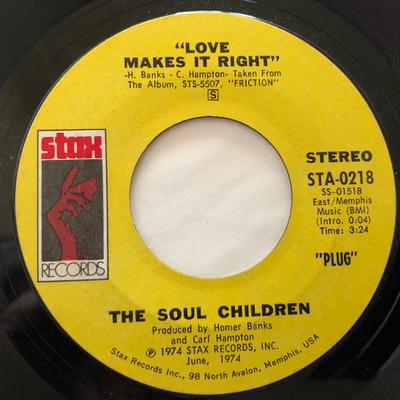 "LOVE
MAKES IT RIGHT"
-H. Banks - C. Hampton- Taken From
The Album, STS-5507, "FRICTION"
S
stax
RECORDS
STEREO
STA-0218
SS-01518
East/Memphis
Music (BMI)
(Intro. 0:04)
Time: 3:24
"PLUG"
THE SOUL CHILDREN
Produced by Homer Banks
and Carl Hampton
℗ 1974 STAX RECORDS, INC.
June, 1974
Stax Records Inc., 98 North Avalon, Memphis, USA